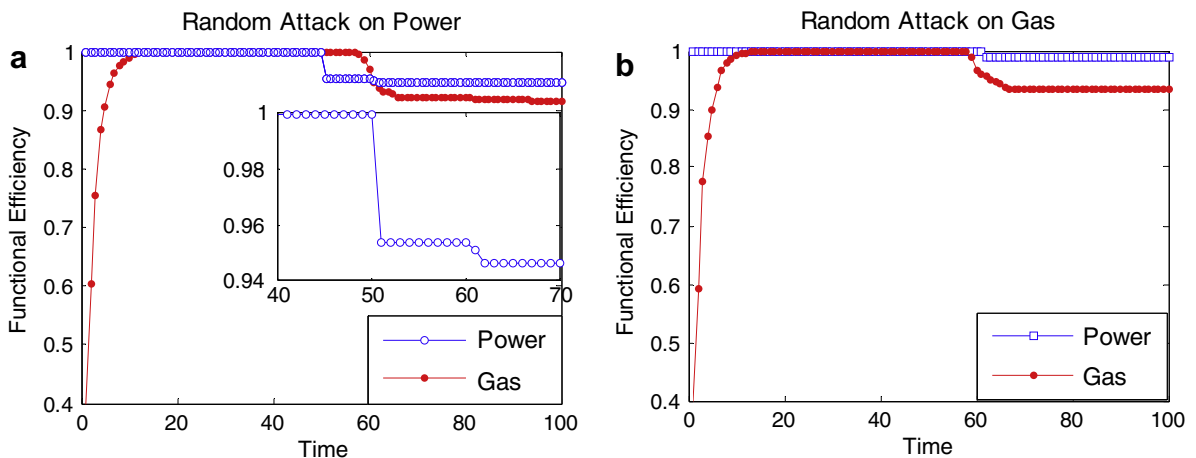 Random Attack on Power
a
Functional Efficiency
1
0.9
0.8
0.7
0.6
0.5
0.4
0
20
40
60
80
100
Time
1
0.98
0.96
0.94
40
50
60
70
Power
Gas
Random Attack on Gas
b
Functional Efficiency
1
0.9
0.8
0.7
0.6
0.5
0.4
0
20
40
60
80
100
Time
Power
Gas